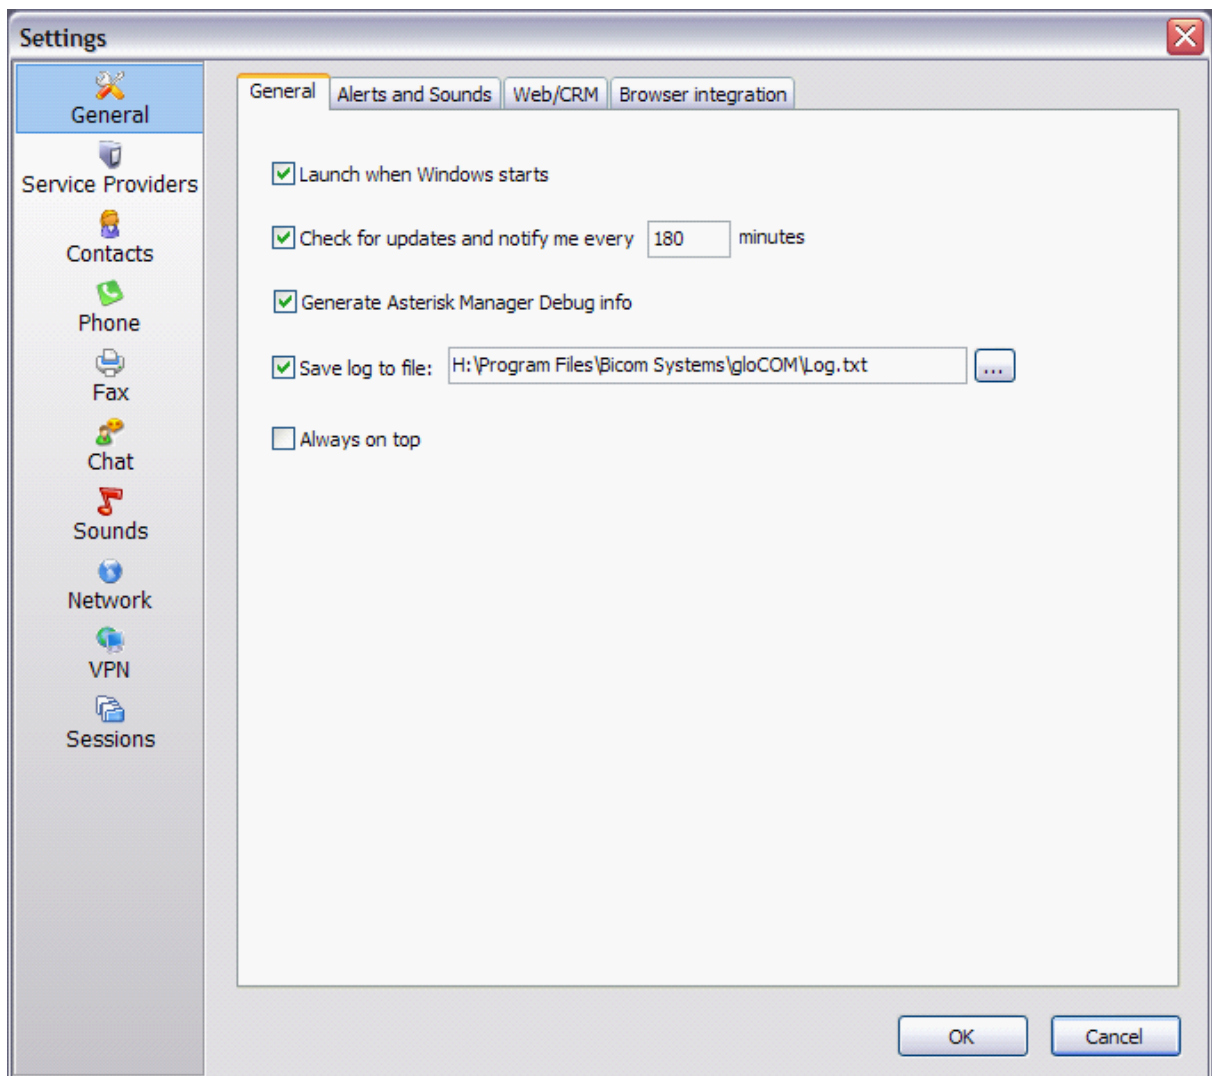 Settings
General
Service Providers
Contacts
Phone
Fax
Chat
Sounds
Network
VPN
Sessions
General Alerts and Sounds Web/CRM Browser integration
Launch when Windows starts
Check for updates and notify me every 180 minutes
Generate Asterisk Manager Debug info
Save log to file: H:\Program Files\Bicom Systems\gloCOM\Log.txt ...
Always on top
OK Cancel